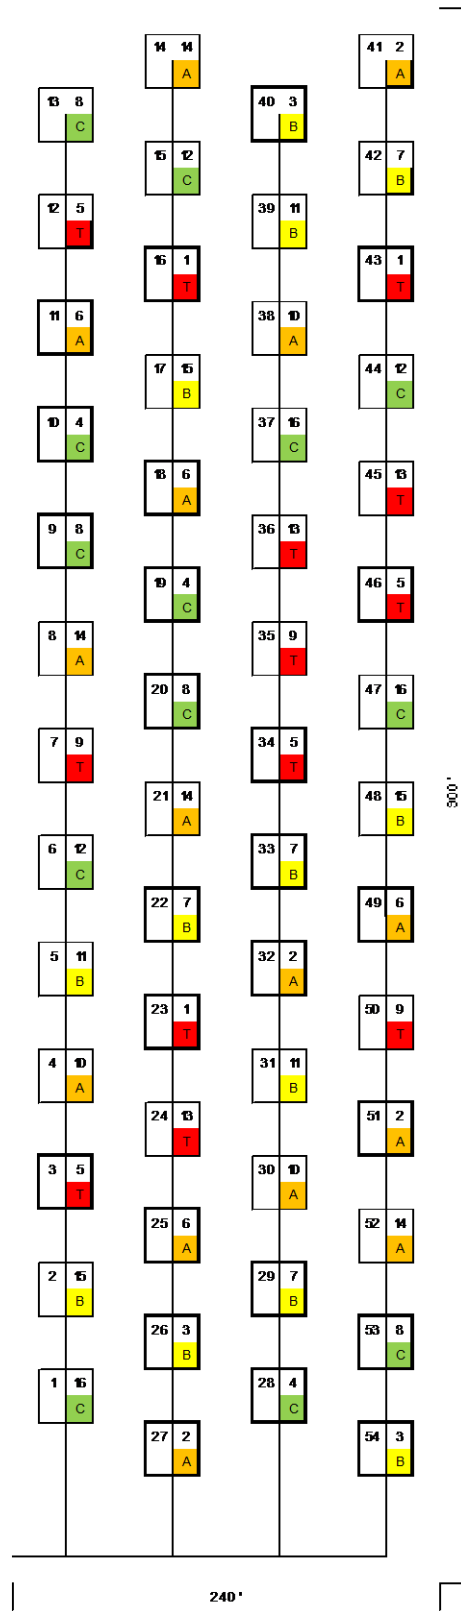 14 14 41 2
A A
13 8 40 3
C B
15 12 42 7
C B
12 5 39 11
T B
16 1 43 1
T T
11 6 38 10
A A
17 15 44 12
B C
10 4 37 16
C C
18 6 45 13
A T
9 8 36 13
C T
19 4 46 5
C T
8 14 35 9
A T
20 8 47 16
C C
7 9 34 5
T T
21 14 48 15
900'
A B
6 12 33 7
C B
22 7 49 6
B A
5 11 32 2
B A
23 1 50 9
T T
4 10 31 11
A B
24 13 51 2
T A
3 5 30 10
T A
25 6 52 14
A A
2 15 29 7
B B
26 3 53 8
B C
1 16 28 4
C C
27 2 54 3
A B
240'